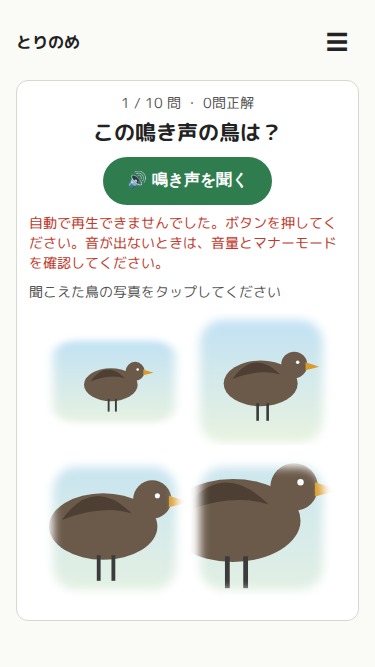 とりのめ
1 / 10 問 · 0問正解
この鳴き声の鳥は？
🔊 鳴き声を聞く
自動で再生できませんでした。ボタンを押してく
ださい。音が出ないときは、音量とマナーモード
を確認してください。
聞こえた鳥の写真をタップしてください